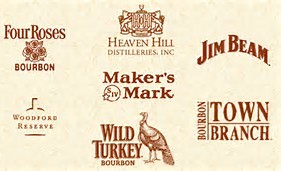 Four Roses
BOURBON
HEAVEN HILL
DISTILLERIES, INC
JIM BEAM
Maker's
SIV Mark
WOODFORD
RESERVE
WILD
TURKEY
BOURBON
BOURBON
TOWN
BRANCH